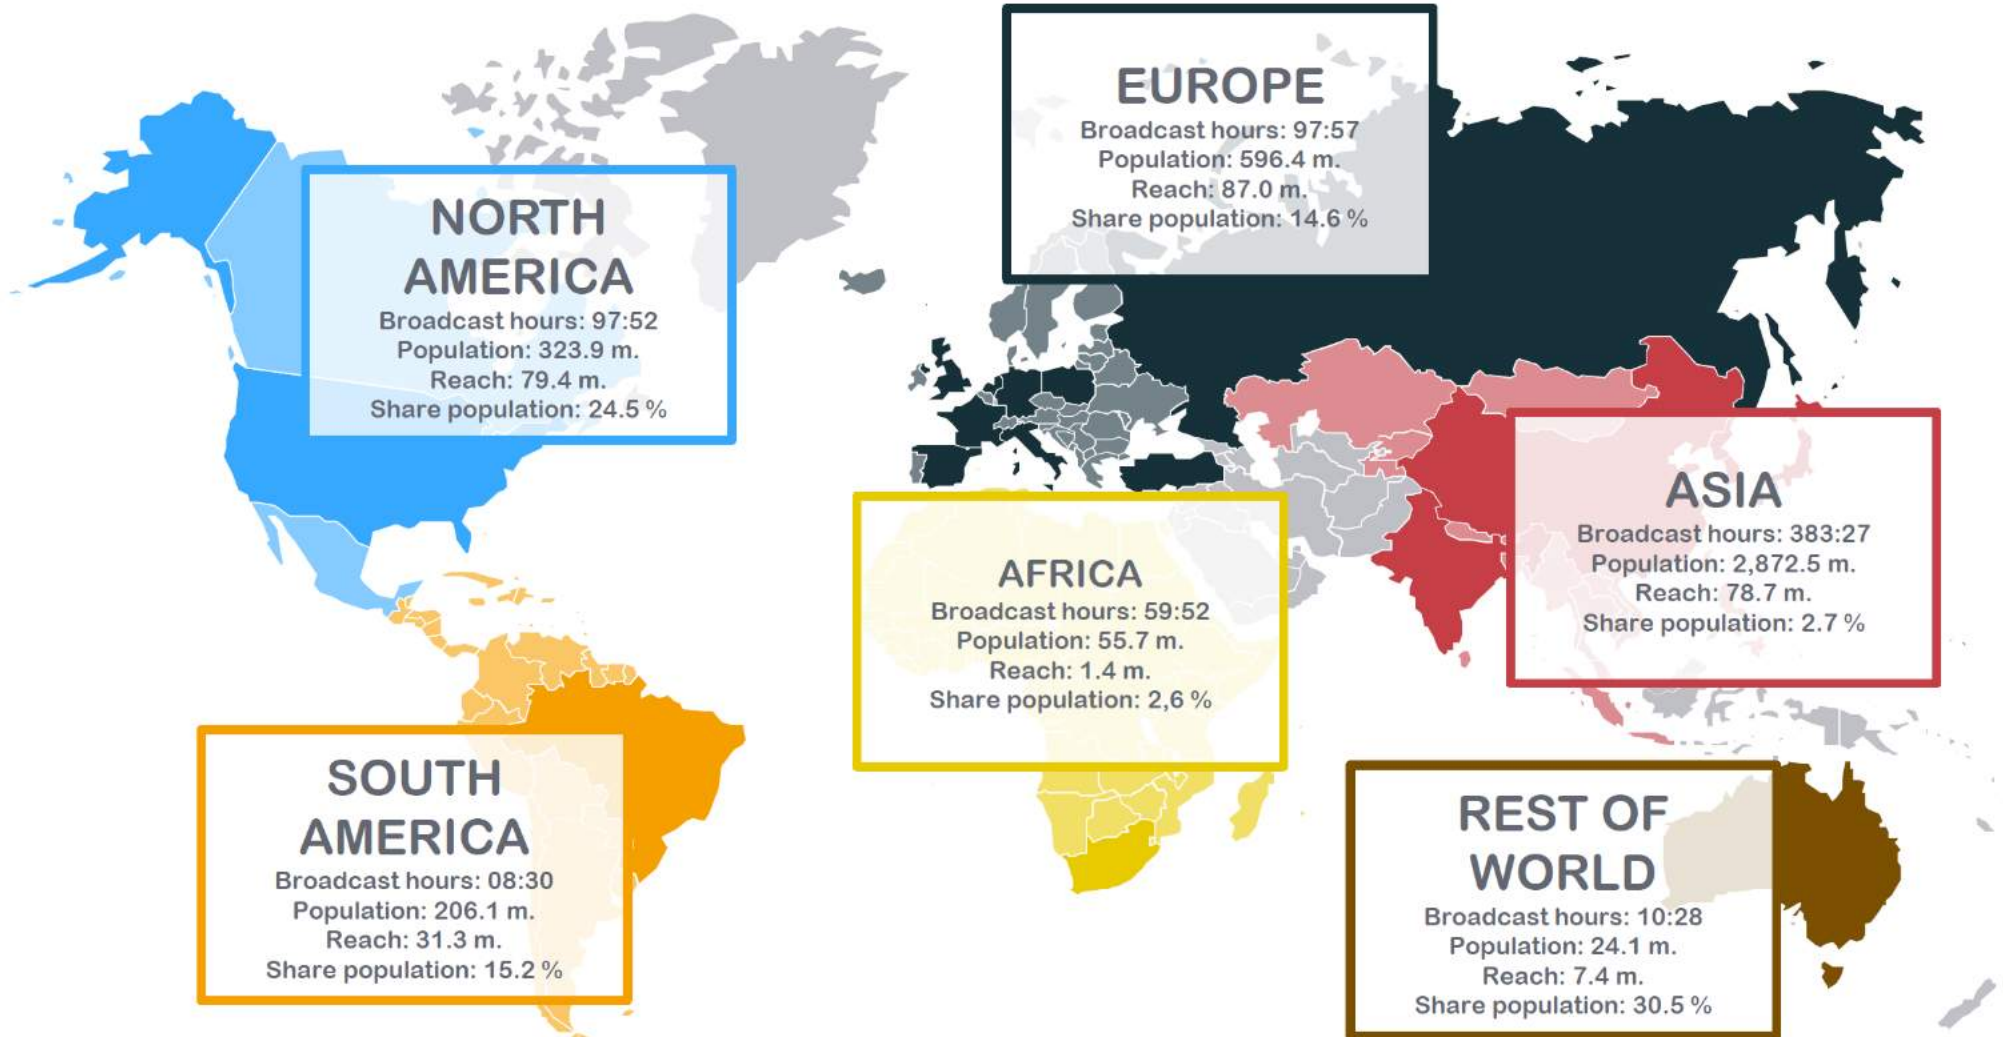 EUROPE
Broadcast hours: 97:57
Population: 596.4 m.
Reach: 87.0 m.
Share population: 14.6 %
NORTH
AMERICA
Broadcast hours: 97:52
Population: 323.9 m.
Reach: 79.4 m.
Share population: 24.5 %
ASIA
Broadcast hours: 383:27
Population: 2,872.5 m.
Reach: 78.7 m.
Share population: 2.7 %
AFRICA
Broadcast hours: 59:52
Population: 55.7 m.
Reach: 1.4 m.
Share population: 2,6 %
SOUTH
AMERICA
Broadcast hours: 08:30
Population: 206.1 m.
Reach: 31.3 m.
Share population: 15.2 %
REST OF
WORLD
Broadcast hours: 10:28
Population: 24.1 m.
Reach: 7.4 m.
Share population: 30.5 %